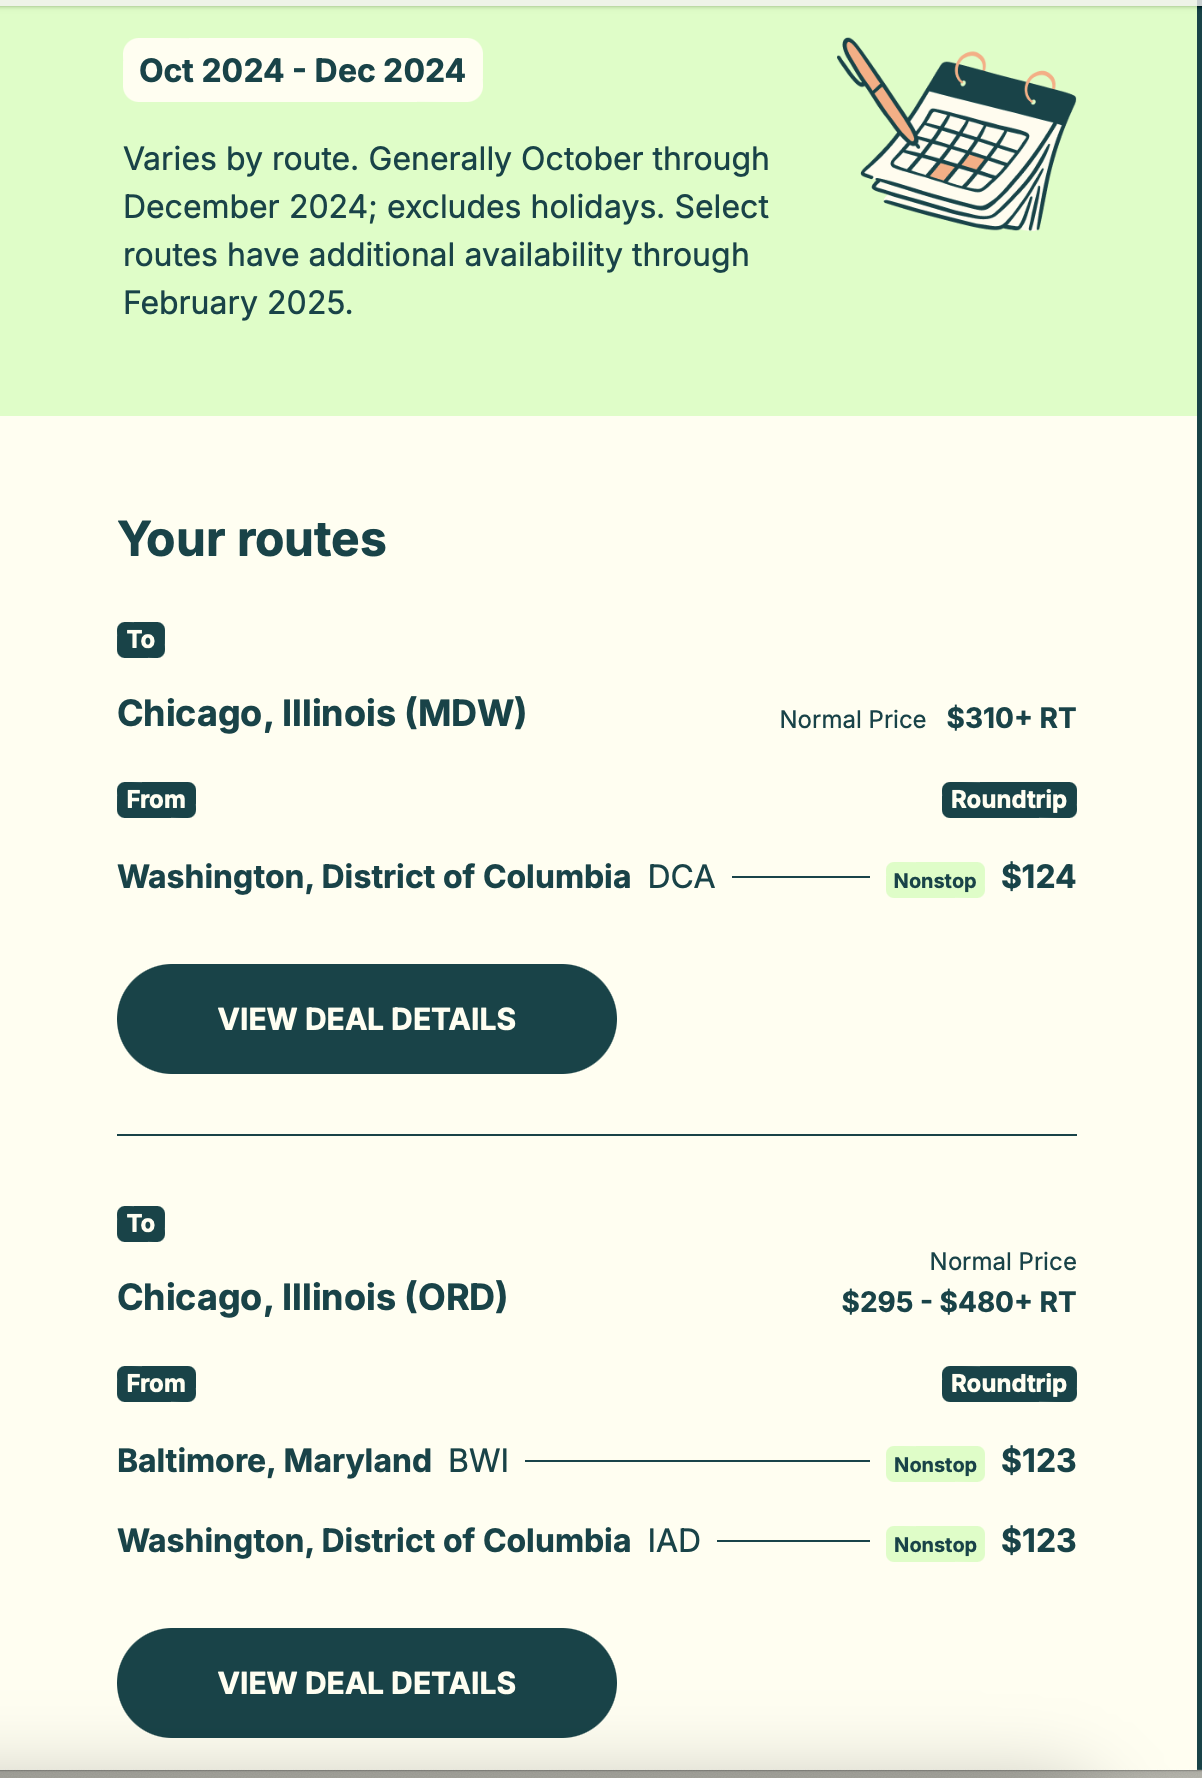 Oct 2024 - Dec 2024
Varies by route. Generally October through
December 2024; excludes holidays. Select
routes have additional availability through
February 2025.
Your routes
To
Chicago, Illinois (MDW) Normal Price $310+ RT
From Roundtrip
Washington, District of Columbia DCA Nonstop $124
VIEW DEAL DETAILS
To
Normal Price
Chicago, Illinois (ORD) $295 - $480+ RT
From Roundtrip
Baltimore, Maryland BWI Nonstop $123
Washington, District of Columbia IAD Nonstop $123
VIEW DEAL DETAILS